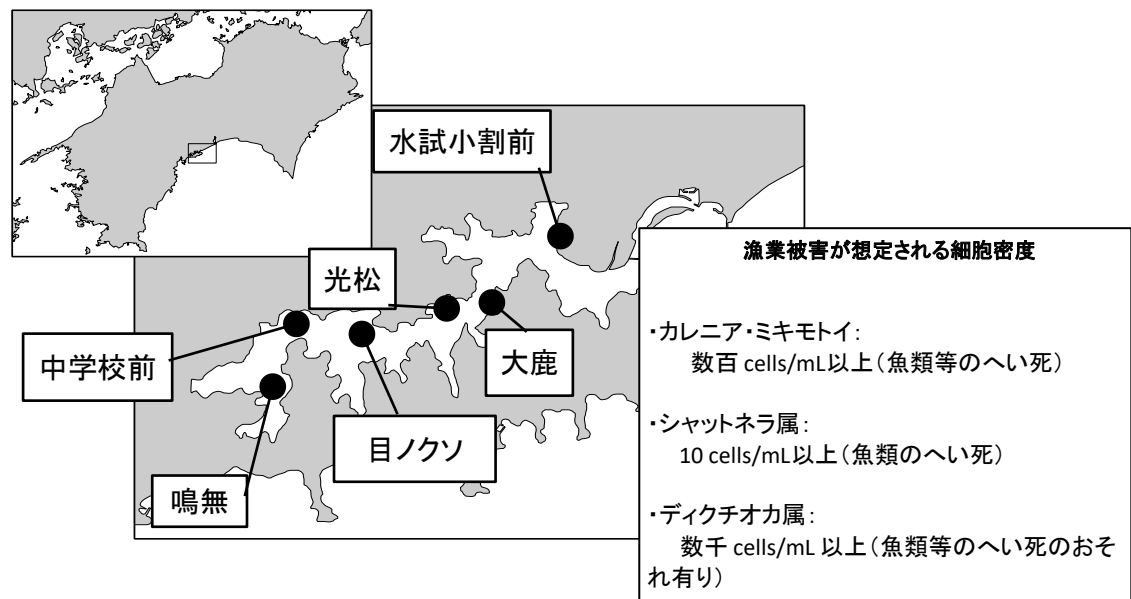 水試小割前
光松
中学校前
大鹿
目ノクソ
鳴無
漁業被害が想定される細胞密度
・カレニア・ミキモトイ：
数百 cells/mL以上（魚類等のへい死）
・シャットネラ属：
10 cells/mL以上（魚類のへい死）
・ディクチオカ属：
数千 cells/mL 以上（魚類等のへい死のおそ
れ有り）